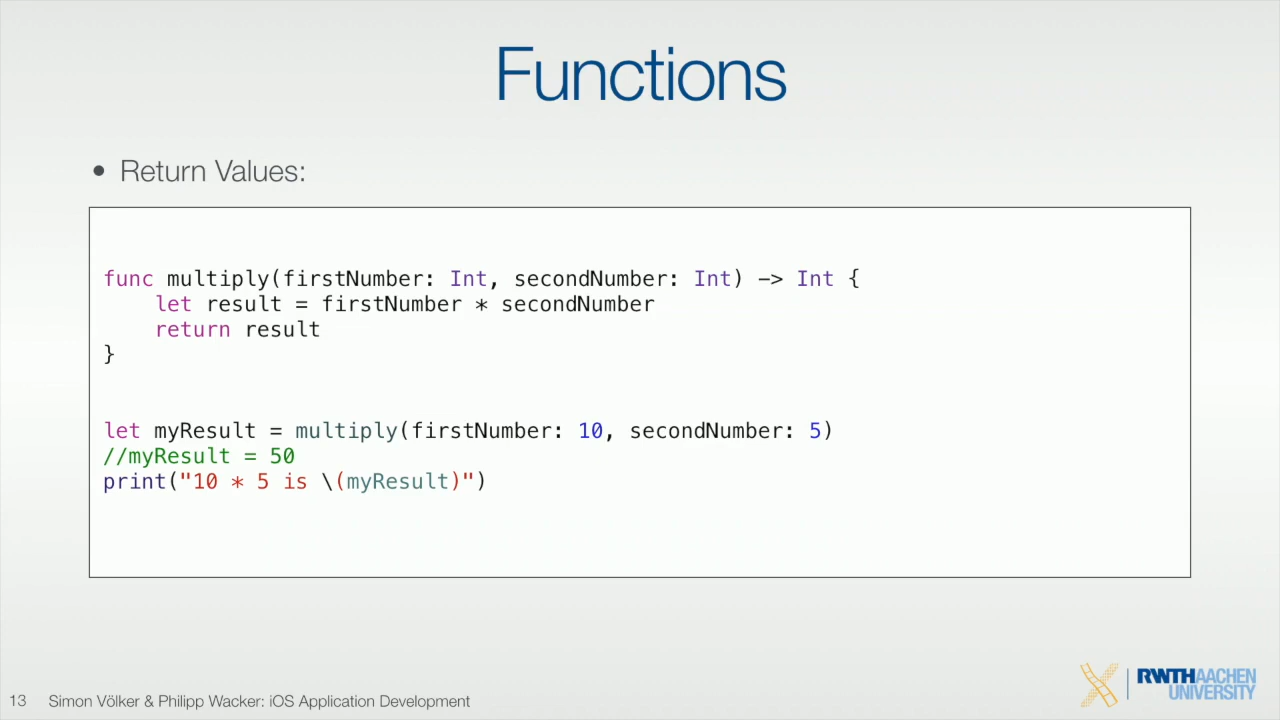 Functions
• Return Values:
func multiply(firstNumber: Int, secondNumber: Int) -> Int {
    let result = firstNumber * secondNumber
    return result
}
let myResult = multiply(firstNumber: 10, secondNumber: 5)
//myResult = 50
print("10 * 5 is \(myResult)")
13 Simon Völker & Philipp Wacker: iOS Application Development
RWTHAACHEN
UNIVERSITY